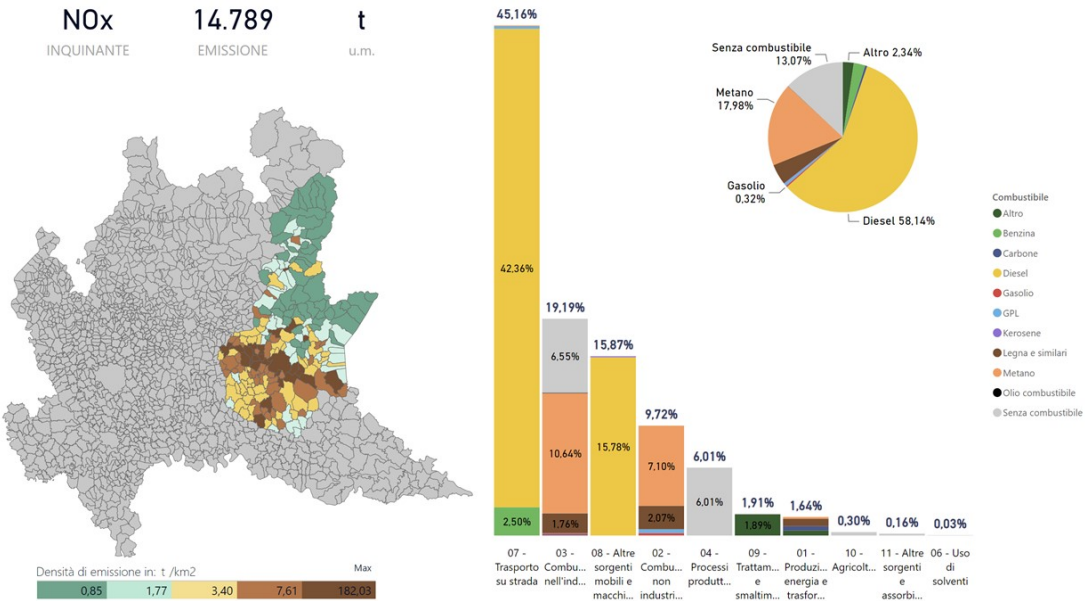 NOx
14.789
t
INQUINANTE
EMISSIONE
u.m.
Densità di emissione in: t /km2
Max
0,85
1,77
3,40
7,61
182,03
45,16%
42,36%
2.50%
19,19%
6,55%
10,64%
1.76%
15,87%
15,78%
9,72%
7,10%
2.07%
6,01%
6,01%
1,91%
1.89%
1,64%
0,30%
0,16%
0,03%
07 -
Trasporto
su strada
03 -
Combu...
nell'ind...
08 - Altre
sorgenti
mobili e
macchi...
02 -
Combu...
non
industri...
04 -
Processi
produtt...
09 -
Trattam...
e
smaltim...
01 -
Produzi...
energia e
trasfor...
10 -
Agricolt...
11 - Altre
sorgenti
e
assorbi...
06 - Uso
di
solventi
Senza combustibile
13,07%
Altro 2,34%
Metano
17,98%
Gasolio
0,32%
Diesel 58,14%
Combustibile
Altro
Benzina
Carbone
Diesel
Gasolio
GPL
Kerosene
Legna e similari
Metano
Olio combustibile
Senza combustibile